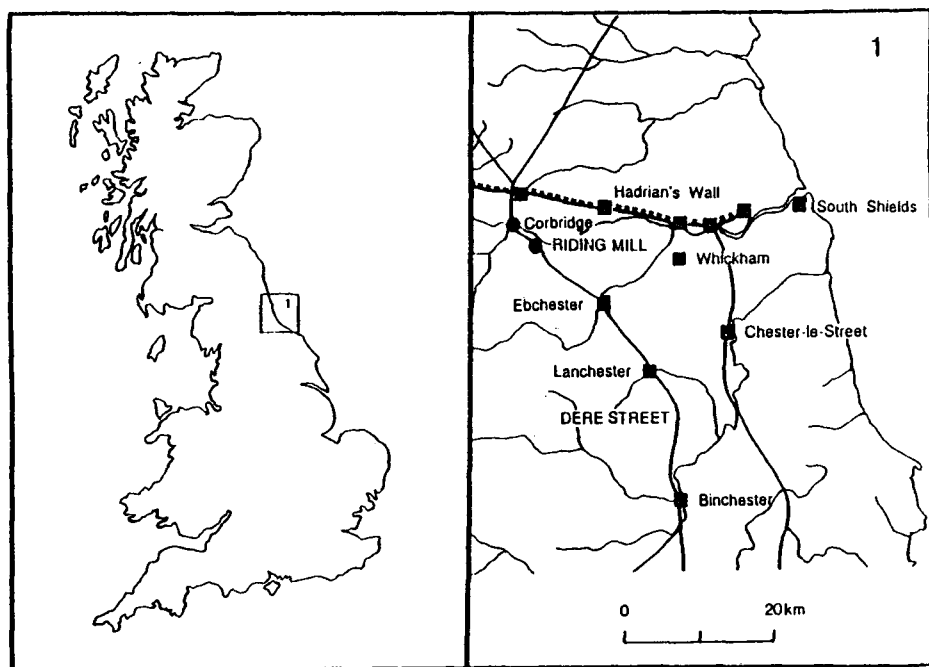 1
1
Hadrian's Wall
South Shields
Corbridge
RIDING MILL
Whickham
Ebchester
Chester-le-Street
Lanchester
DERE STREET
Binchester
0
20km